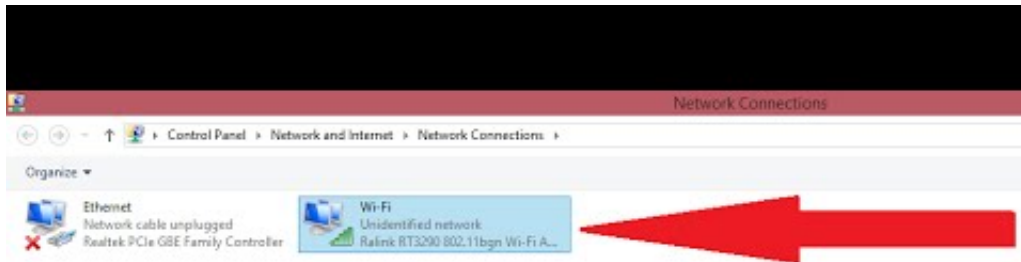 Network Connections
Control Panel Network and Internet Network Connections
Organize
Ethernet
Network cable unplugged
Realtek PCIe GBE Family Controller
Wi-Fi
Unidentified network
Ralink RT3290 802.11bgn Wi-Fi A...